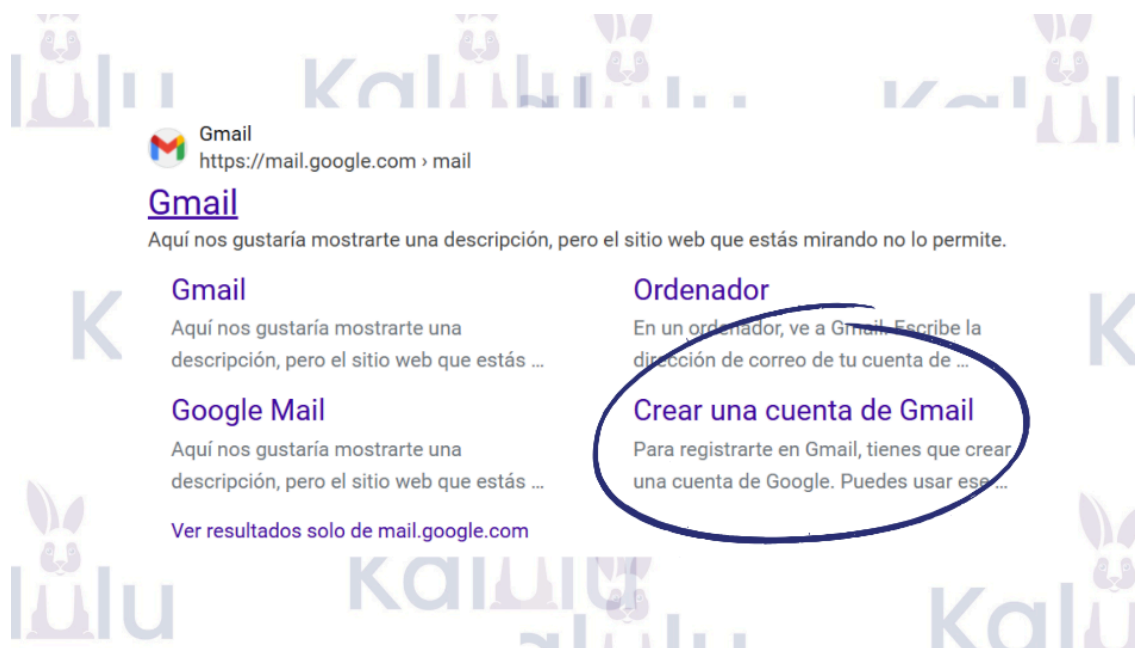 Kalulu
Gmail
https://mail.google.com › mail
Gmail
Aquí nos gustaría mostrarte una descripción, pero el sitio web que estás mirando no lo permite.
Gmail
Aquí nos gustaría mostrarte una
descripción, pero el sitio web que estás ...
Ordenador
En un ordenador, ve a Gmail. Escribe la
dirección de correo de tu cuenta de ...
Google Mail
Aquí nos gustaría mostrarte una
descripción, pero el sitio web que estás ...
Crear una cuenta de Gmail
Para registrarte en Gmail, tienes que crear
una cuenta de Google. Puedes usar ese ...
Ver resultados solo de mail.google.com
Kalulu